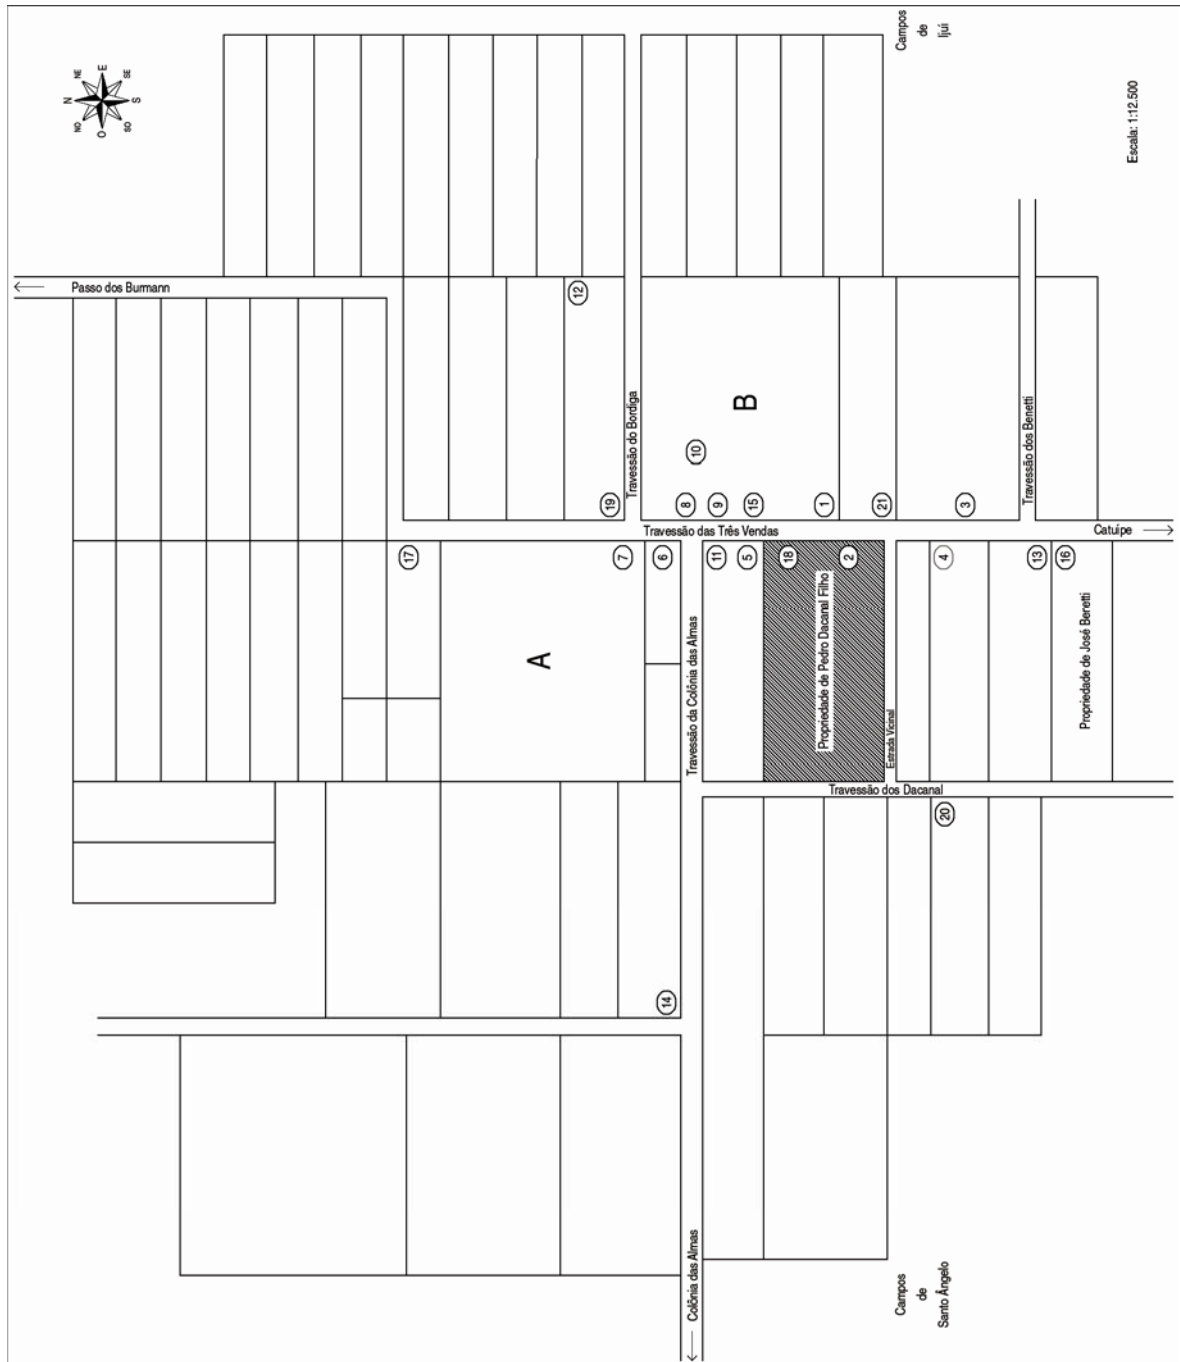 N
NE
E
SE
S
SO
O
NO
Campos
de
Ijuí
Escala: 1:12.500
Passo dos Burmann
12
Travessão do Bordiga
B
10
19
8
9
15
1
21
3
Travessão dos Benetti
Travessão das Três Vendas
Catuípe
17
7
6
11
5
18
2
4
13
16
A
Travessão da Colônia das Almas
Propriedade de Pedro Dacanal Filho
Estrada Vicinal
Propriedade de José Benetti
Travessão dos Dacanal
20
14
Colônia das Almas
Campos
de
Santo Ângelo